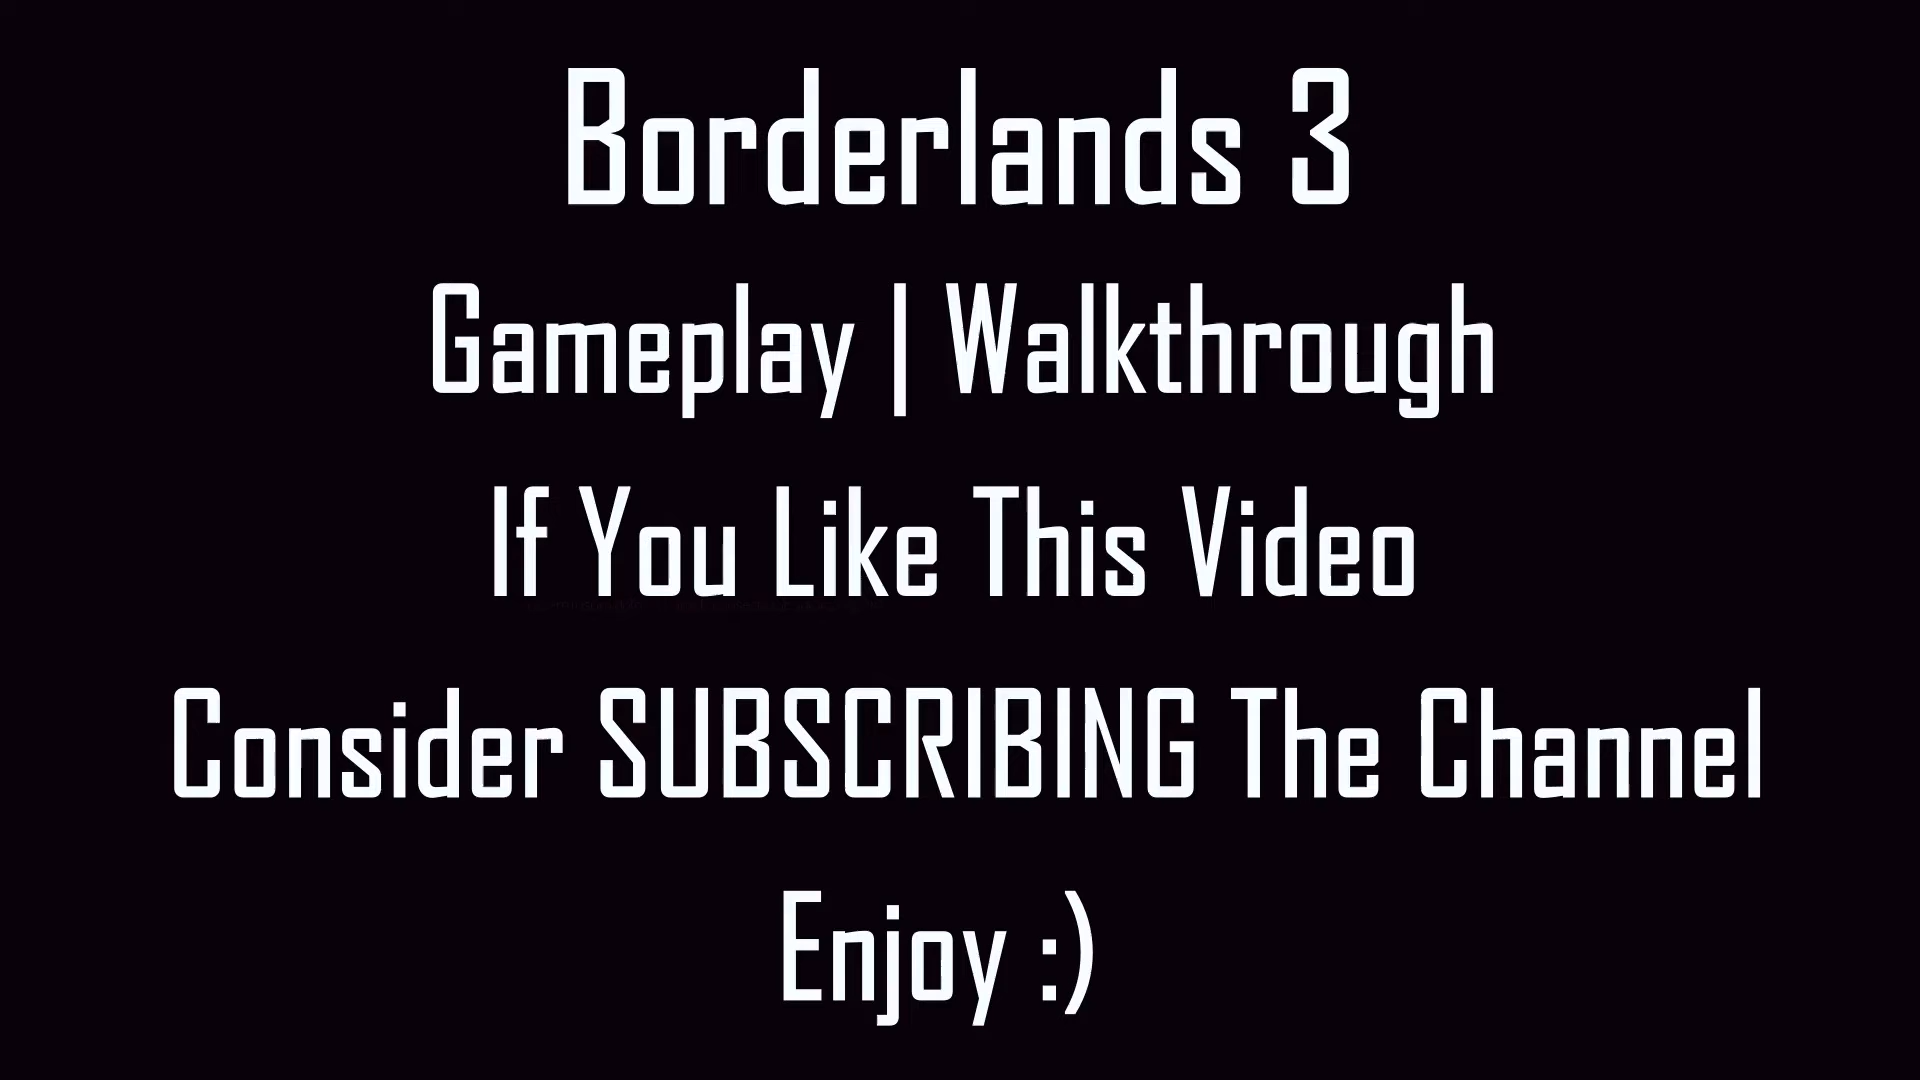 Borderlands 3
Gameplay | Walkthrough
If You Like This Video
Consider SUBSCRIBING The Channel
Enjoy :)